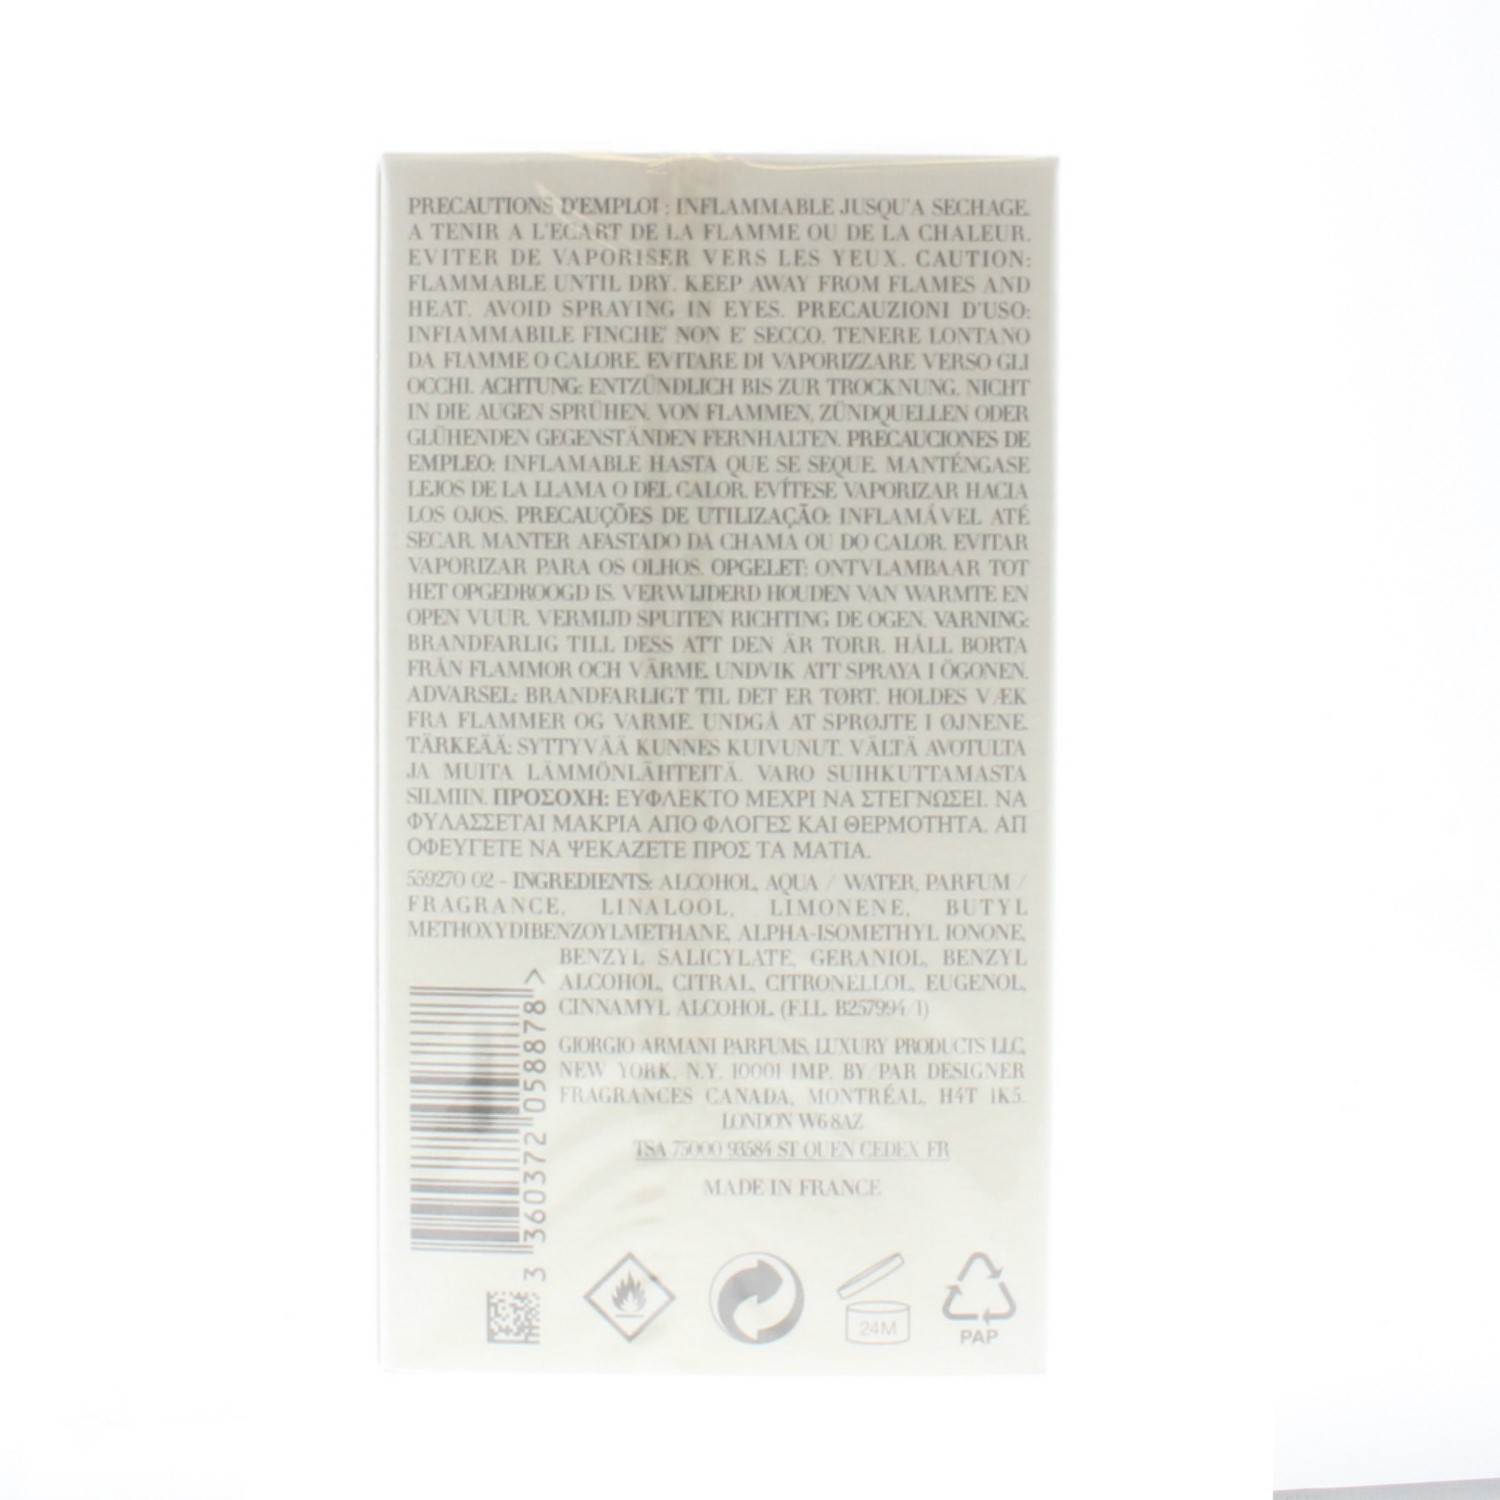 PRECAUTIONS D'EMPLOI : INFLAMMABLE JUSQU'A SECHAGE.
A TENIR A L'ECART DE LA FLAMME OU DE LA CHALEUR.
EVITER DE VAPORISER VERS LES YEUX. CAUTION:
FLAMMABLE UNTIL DRY. KEEP AWAY FROM FLAMES AND
HEAT. AVOID SPRAYING IN EYES. PRECAUZIONI D'USO:
INFIAMMABILE FINCHE' NON E' SECCO. TENERE LONTANO
DA FIAMME O CALORE. EVITARE DI VAPORIZZARE VERSO GLI
OCCHI. ACHTUNG: ENTZÜNDLICH BIS ZUR TROCKNUNG. NICHT
IN DIE AUGEN SPRÜHEN. VON FLAMMEN, ZÜNDQUELLEN ODER
GLÜHENDEN GEGENSTÄNDEN FERNHALTEN. PRECAUCIONES DE
EMPLEO: INFLAMABLE HASTA QUE SE SEQUE. MANTÉNGASE
LEJOS DE LA LLAMA O DEL CALOR. EVÍTESE VAPORIZAR HACIA
LOS OJOS. PRECAUÇÕES DE UTILIZAÇÃO: INFLAMÁVEL ATÉ
SECAR. MANTER AFASTADO DA CHAMA OU DO CALOR. EVITAR
VAPORIZAR PARA OS OLHOS. OPGELET: ONTVLAMBAAR TOT
HET OPGEDROOGD IS. VERWIJDERD HOUDEN VAN WARMTE EN
OPEN VUUR. VERMIJD SPUITEN RICHTING DE OGEN. VARNING:
BRANDFARLIG TILL DESS ATT DEN ÄR TORR. HÅLL BORTA
FRÅN FLAMMOR OCH VÄRME. UNDVIK ATT SPRAYA I ÖGONEN.
ADVARSEL: BRANDFARLIGT TIL DET ER TØRT. HOLDES VÆK
FRA FLAMMER OG VARME. UNDGÅ AT SPRØJTE I ØJNENE.
TÄRKEÄÄ: SYTTYVÄÄ KUNNES KUIVUNUT. VÄLTÄ AVOTULTA
JA MUITA LÄMMÖNLÄHTEITÄ. VARO SUIHKUTTAMASTA
SILMIIN. ΠΡΟΣΟΧΗ: ΕΥΦΛΕΚΤΟ ΜΕΧΡΙ ΝΑ ΣΤΕΓΝΩΣΕΙ. ΝΑ
ΦΥΛΑΣΣΕΤΑΙ ΜΑΚΡΙΑ ΑΠΟ ΦΛΟΓΕΣ ΚΑΙ ΘΕΡΜΟΤΗΤΑ. ΑΠ
ΟΦΕΥΓΕΤΕ ΝΑ ΨΕΚΑΖΕΤΕ ΠΡΟΣ ΤΑ ΜΑΤΙΑ.
559270 02 - INGREDIENTS: ALCOHOL, AQUA / WATER, PARFUM /
FRAGRANCE, LINALOOL, LIMONENE, BUTYL
METHOXYDIBENZOYLMETHANE, ALPHA-ISOMETHYL IONONE,
BENZYL SALICYLATE, GERANIOL, BENZYL
ALCOHOL, CITRAL, CITRONELLOL, EUGENOL,
CINNAMYL ALCOHOL. (F.I.L. B257994/1)
GIORGIO ARMANI PARFUMS, LUXURY PRODUCTS LLC,
NEW YORK, N.Y. 10001 IMP. BY/PAR DESIGNER
FRAGRANCES CANADA, MONTRÉAL, H4T 1K5.
LONDON W6 8AZ
TSA 75000 93584 ST OUEN CEDEX FR
MADE IN FRANCE
3 360372 058878 >
24M
PAP